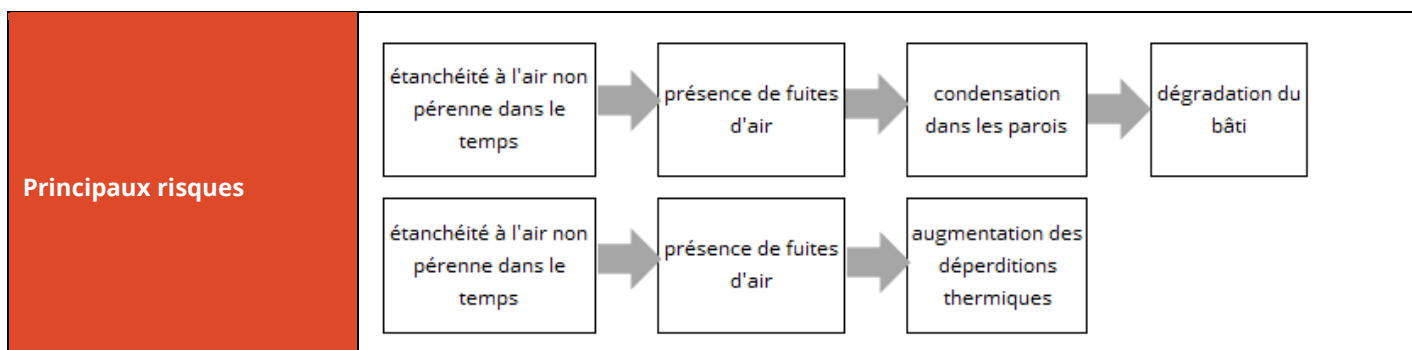 Principaux risques
étanchéité à l'air non
pérenne dans le
temps
présence de fuites
d'air
condensation
dans les parois
dégradation du
bâti
étanchéité à l'air non
pérenne dans le
temps
présence de fuites
d'air
augmentation des
déperditions
thermiques